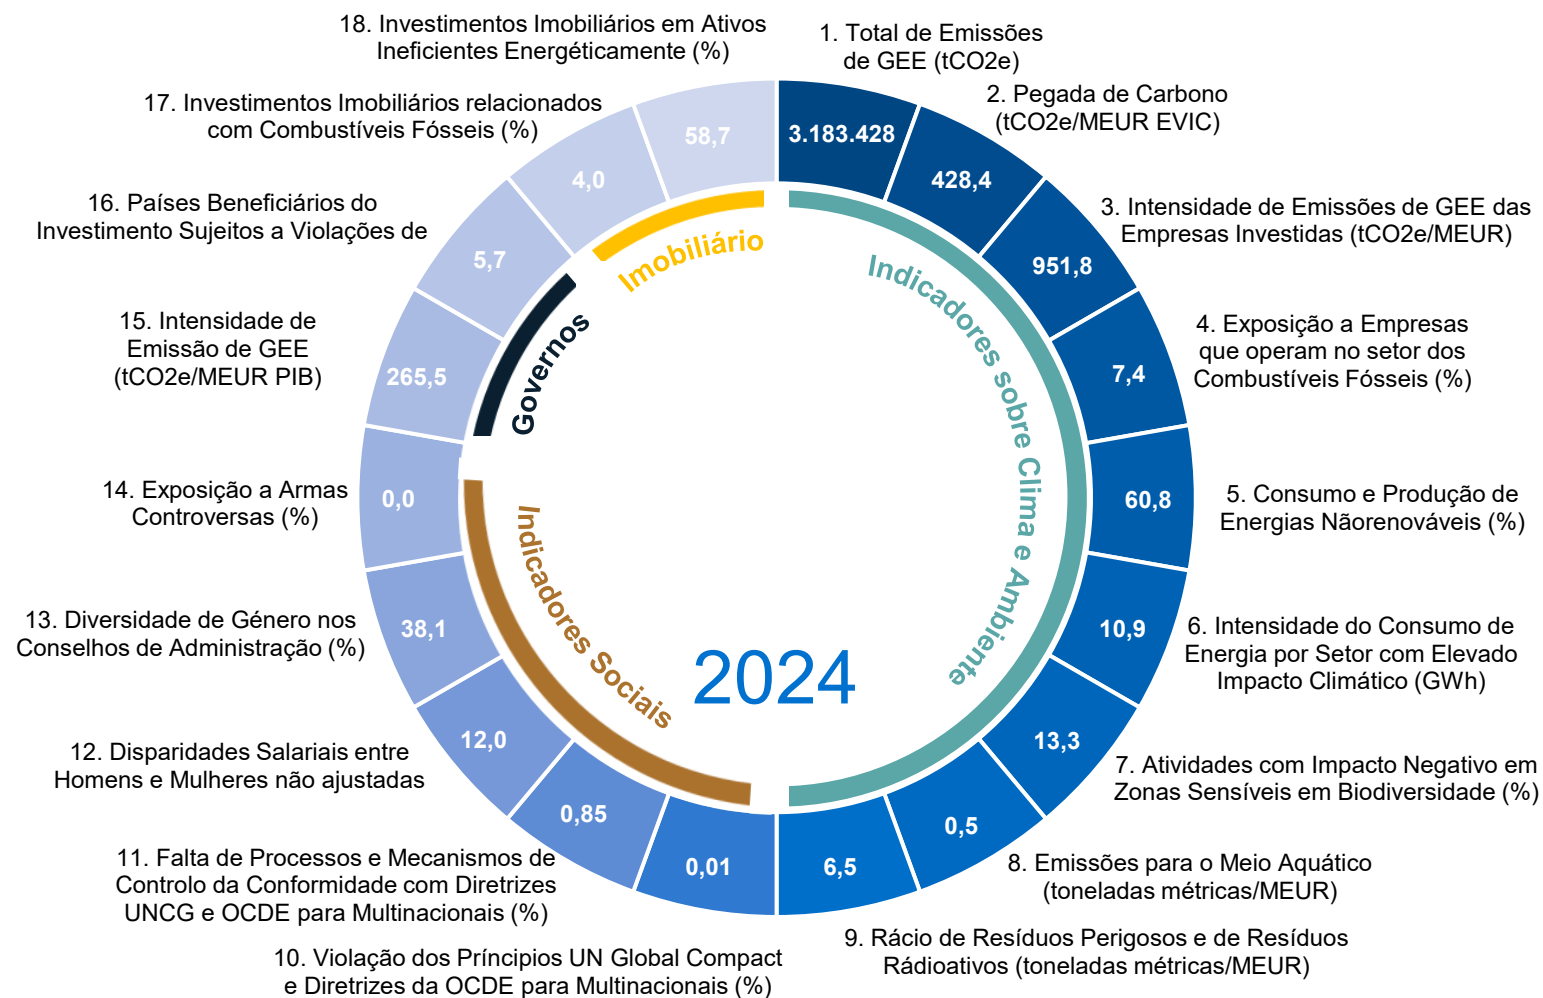 1. Total de Emissões
de GEE (tCO2e)
3.183.428
2. Pegada de Carbono
(tCO2e/MEUR EVIC)
428,4
3. Intensidade de Emissões de GEE das
Empresas Investidas (tCO2e/MEUR)
951,8
4. Exposição a Empresas
que operam no setor dos
Combustíveis Fósseis (%)
7,4
5. Consumo e Produção de
Energias Nãorenováveis (%)
60,8
6. Intensidade do Consumo de
Energia por Setor com Elevado
Impacto Climático (GWh)
10,9
7. Atividades com Impacto Negativo em
Zonas Sensíveis em Biodiversidade (%)
13,3
8. Emissões para o Meio Aquático
(toneladas métricas/MEUR)
0,5
9. Rácio de Resíduos Perigosos e de Resíduos
Rádioativos (toneladas métricas/MEUR)
6,5
10. Violação dos Príncipios UN Global Compact
e Diretrizes da OCDE para Multinacionais (%)
0,01
11. Falta de Processos e Mecanismos de
Controlo da Conformidade com Diretrizes
UNCG e OCDE para Multinacionais (%)
0,85
12. Disparidades Salariais entre
Homens e Mulheres não ajustadas
12,0
13. Diversidade de Género nos
Conselhos de Administração (%)
38,1
14. Exposição a Armas
Controversas (%)
0,0
15. Intensidade de
Emissão de GEE
(tCO2e/MEUR PIB)
265,5
16. Países Beneficiários do
Investimento Sujeitos a Violações de
5,7
17. Investimentos Imobiliários relacionados
com Combustíveis Fósseis (%)
4,0
18. Investimentos Imobiliários em Ativos
Ineficientes Energéticamente (%)
58,7
Indicadores sobre Clima e Ambiente
Indicadores Sociais
Governos
Imobiliário
2024